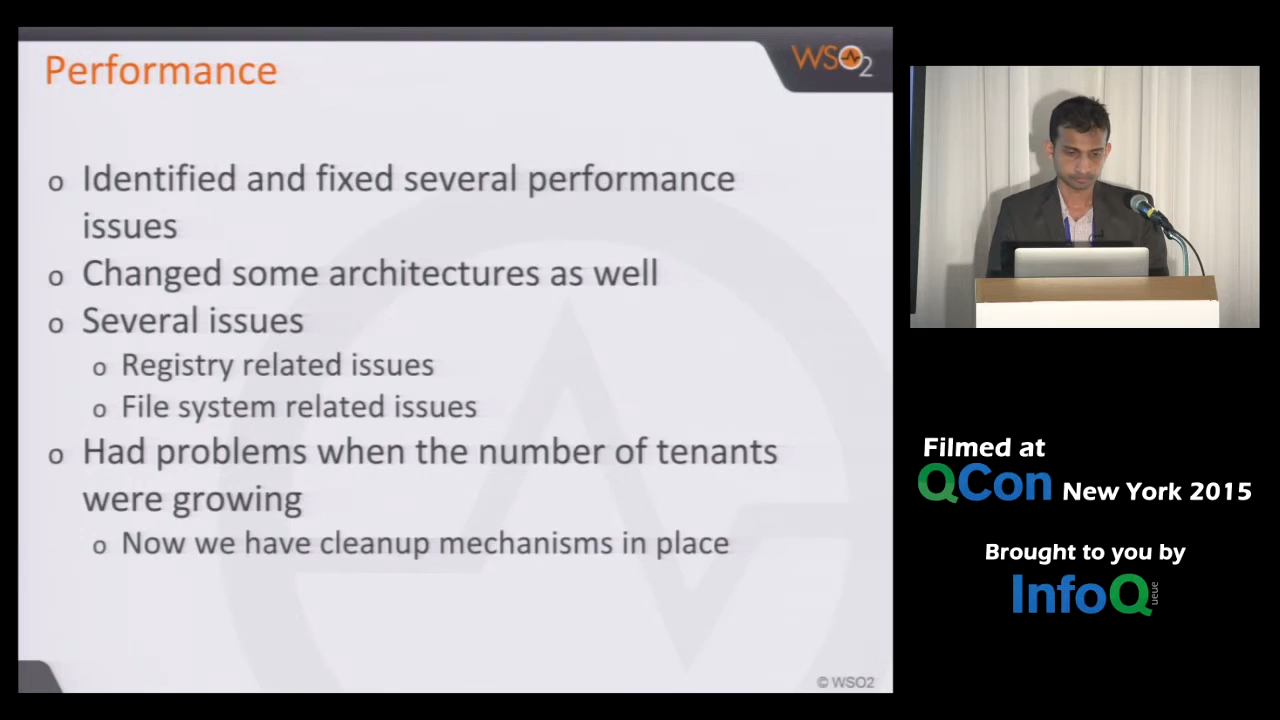 Performance
WSO2
o Identified and fixed several performance
issues
o Changed some architectures as well
o Several issues
o Registry related issues
o File system related issues
o Had problems when the number of tenants
were growing
o Now we have cleanup mechanisms in place
© WSO2
Filmed at
QCon New York 2015
Brought to you by
InfoQueue